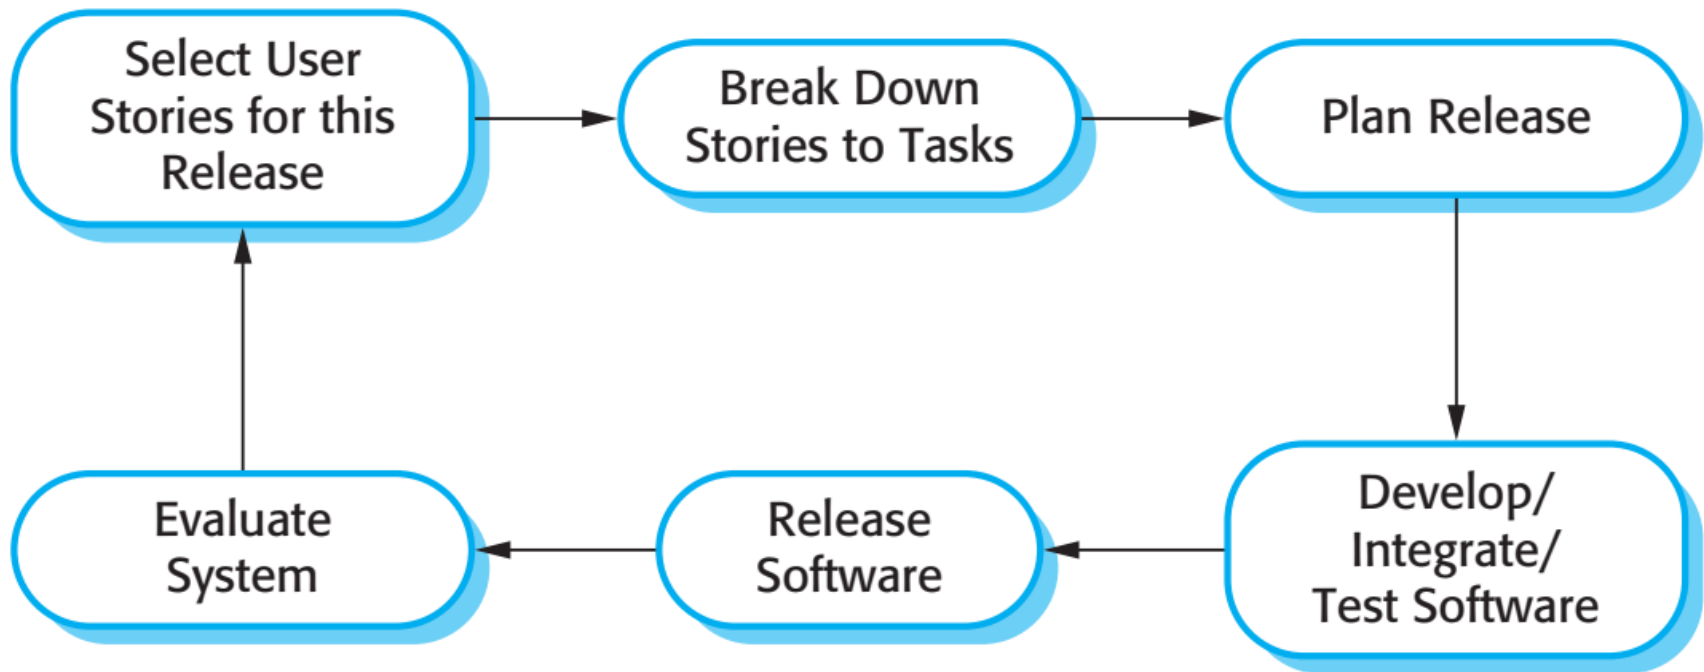 Select User
Stories for this
Release
Break Down
Stories to Tasks
Plan Release
Evaluate
System
Release
Software
Develop/
Integrate/
Test Software